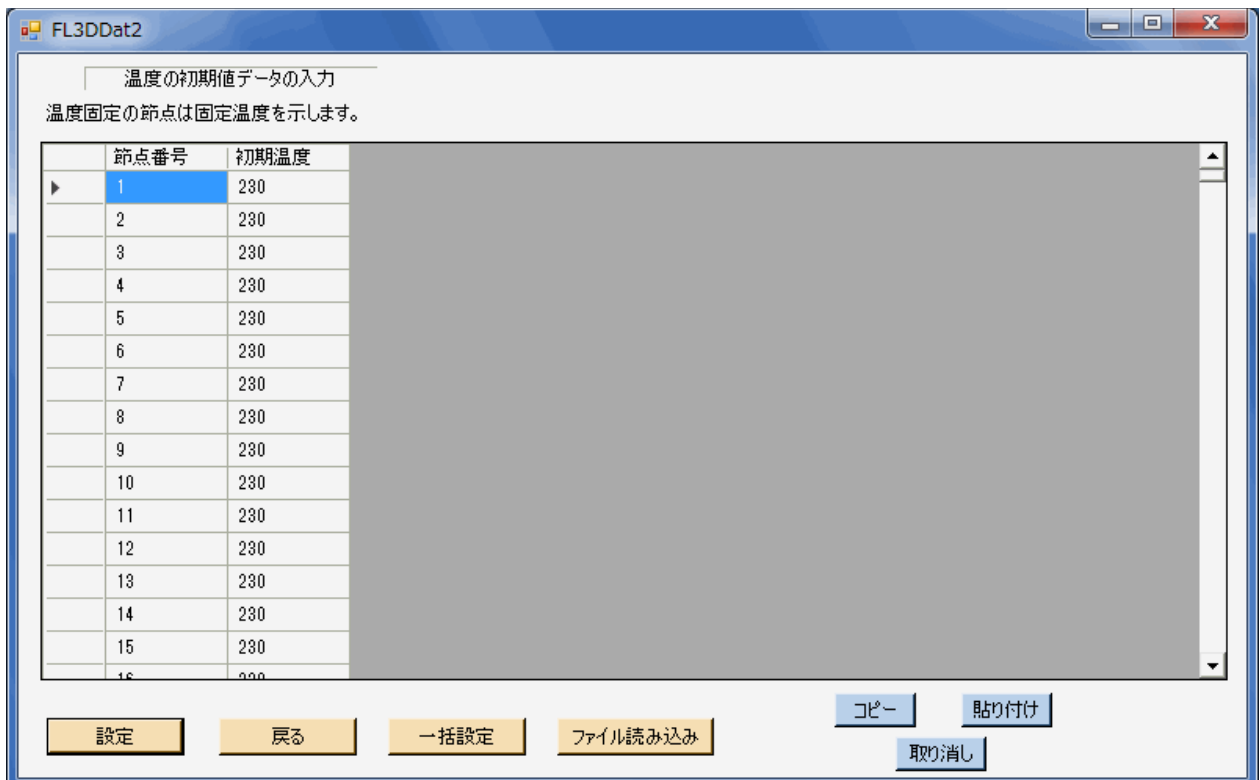 FL3DDat2
温度の初期値データの入力
温度固定の節点は固定温度を示します。
節点番号 初期温度
1 230
2 230
3 230
4 230
5 230
6 230
7 230
8 230
9 230
10 230
11 230
12 230
13 230
14 230
15 230
16 230
コピー 貼り付け
設定 戻る 一括設定 ファイル読み込み
取り消し